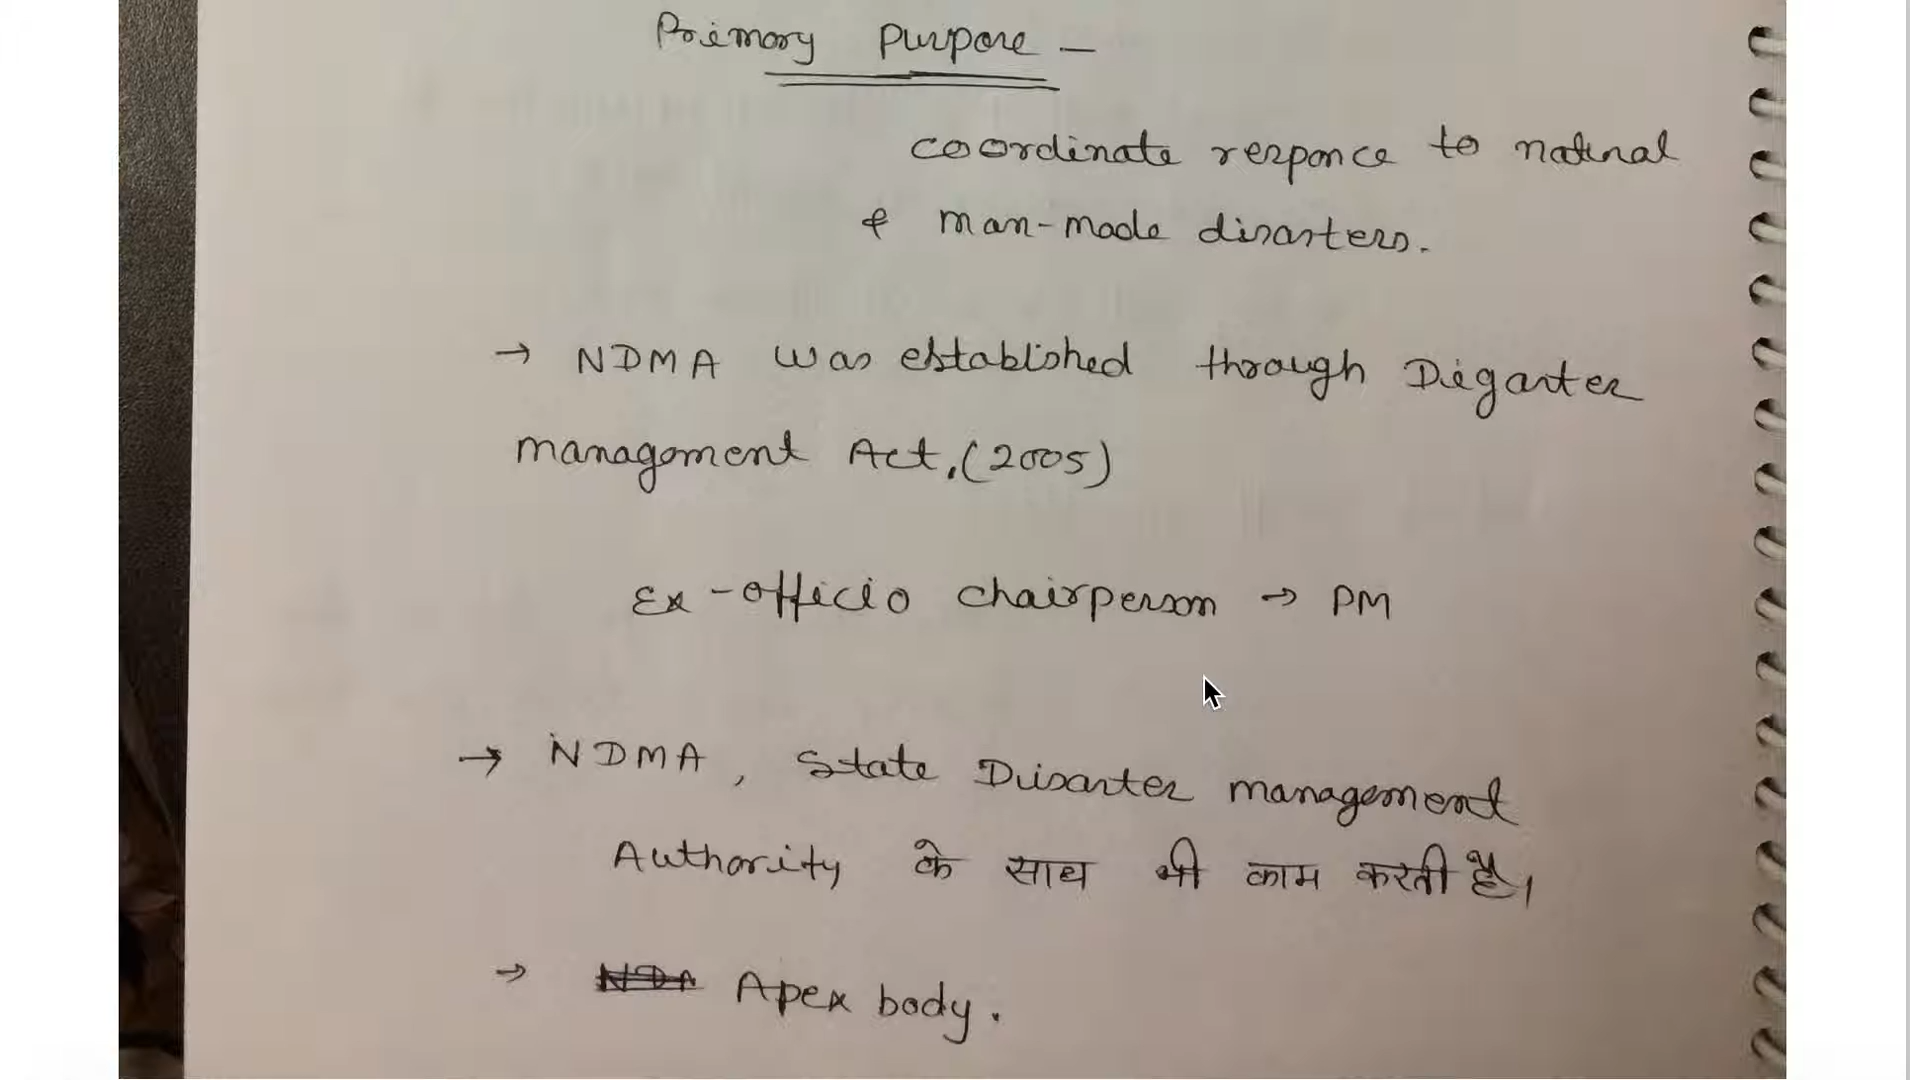 Primary Purpose —
coordinate responce to natural
& man-made disasters.
→ NDMA was established through Disaster
management Act, (2005)
Ex-officio chairperson → PM
→ NDMA, State Disaster management
Authority के साथ भी काम करती है।
→ NDA Apex body.